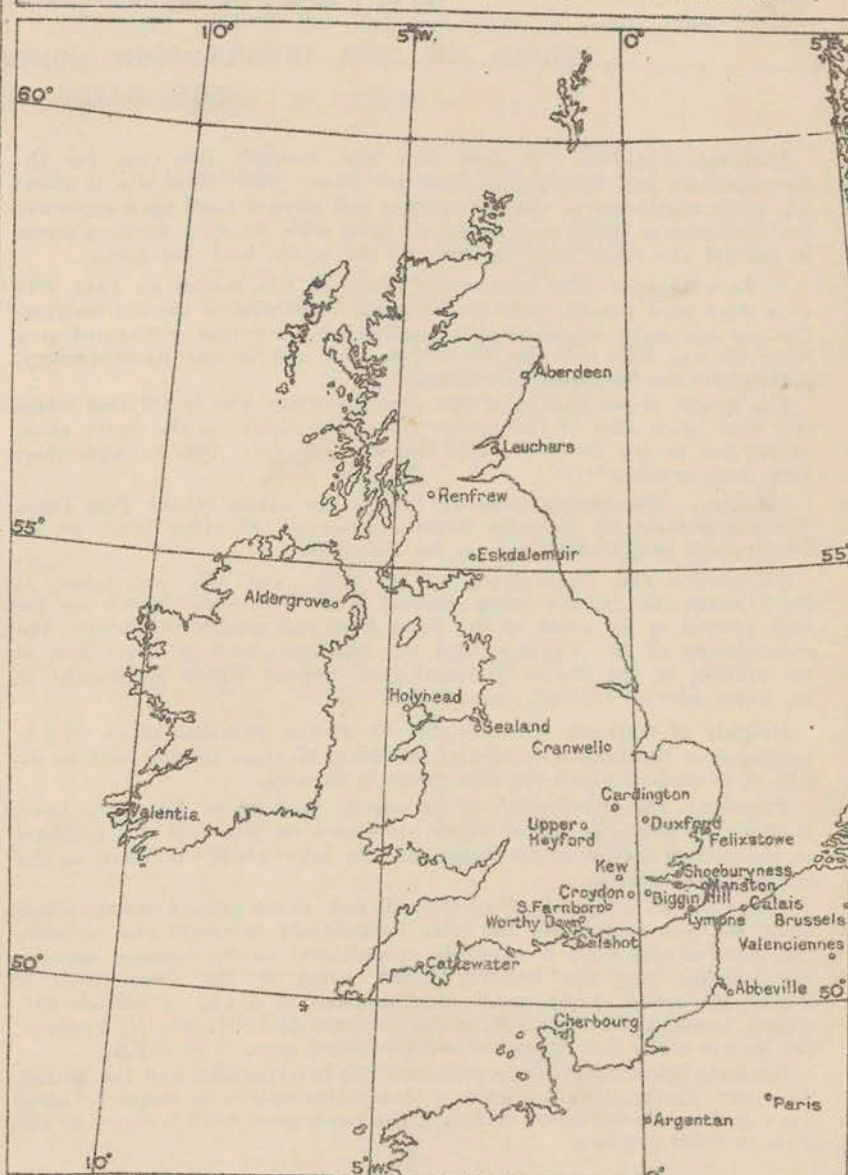 10°
5°W.
0°
60°
Aberdeen
Leuchars
Renfrew
55°
Eskdalemuir
55°
Aldergrove
Holyhead
Sealand
Cranwell
Cardington
Valentia
Upper
Heyford
Duxford
Felixstowe
Kew
Shoeburyness
Manston
Croydon
Biggin Hill
Calais
S. Farnboro
Lympne
Brussels
Worthy Down
Calshot
Valenciennes
50°
Cattewater
Abbeville
50°
Cherbourg
Paris
Argentan
10°
5°W.